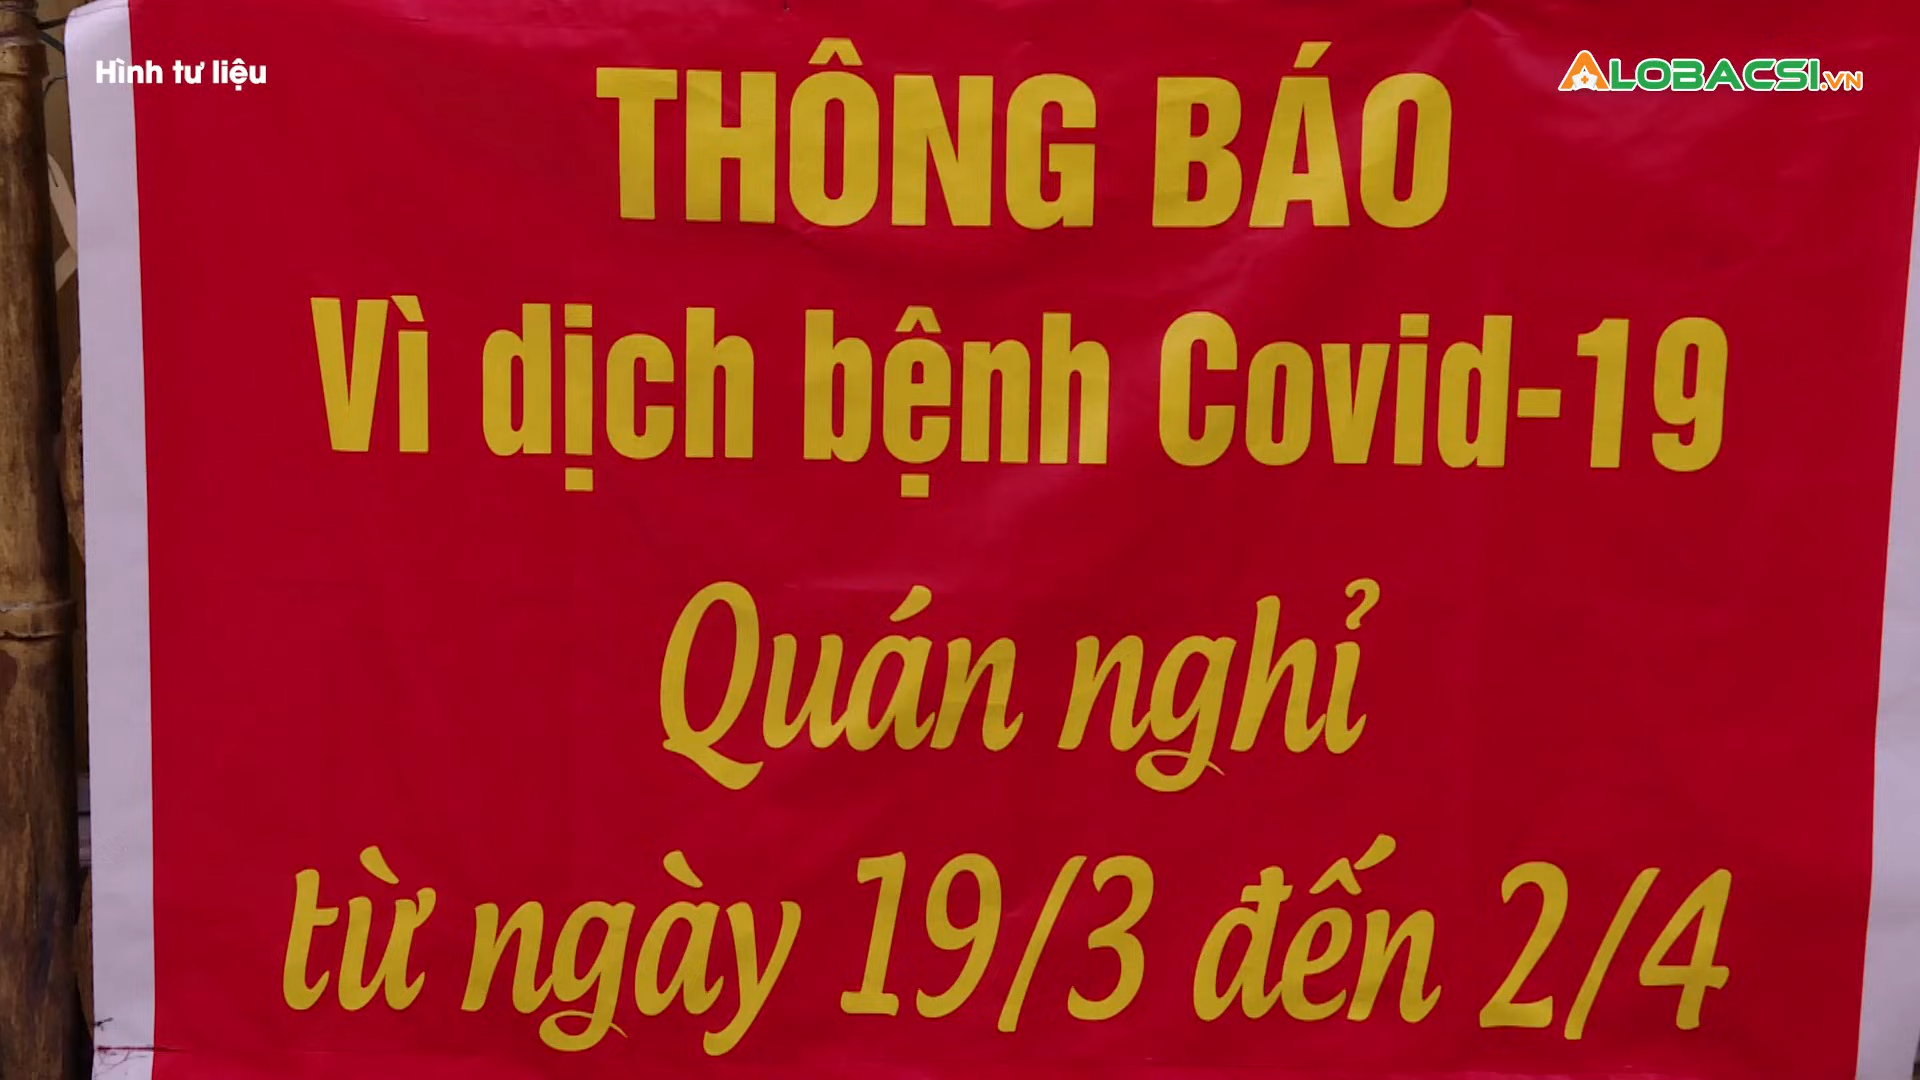 Hình tư liệu
ALOBACSI.VN
THÔNG BÁO
Vì dịch bệnh Covid-19
Quán nghỉ
từ ngày 19/3 đến 2/4